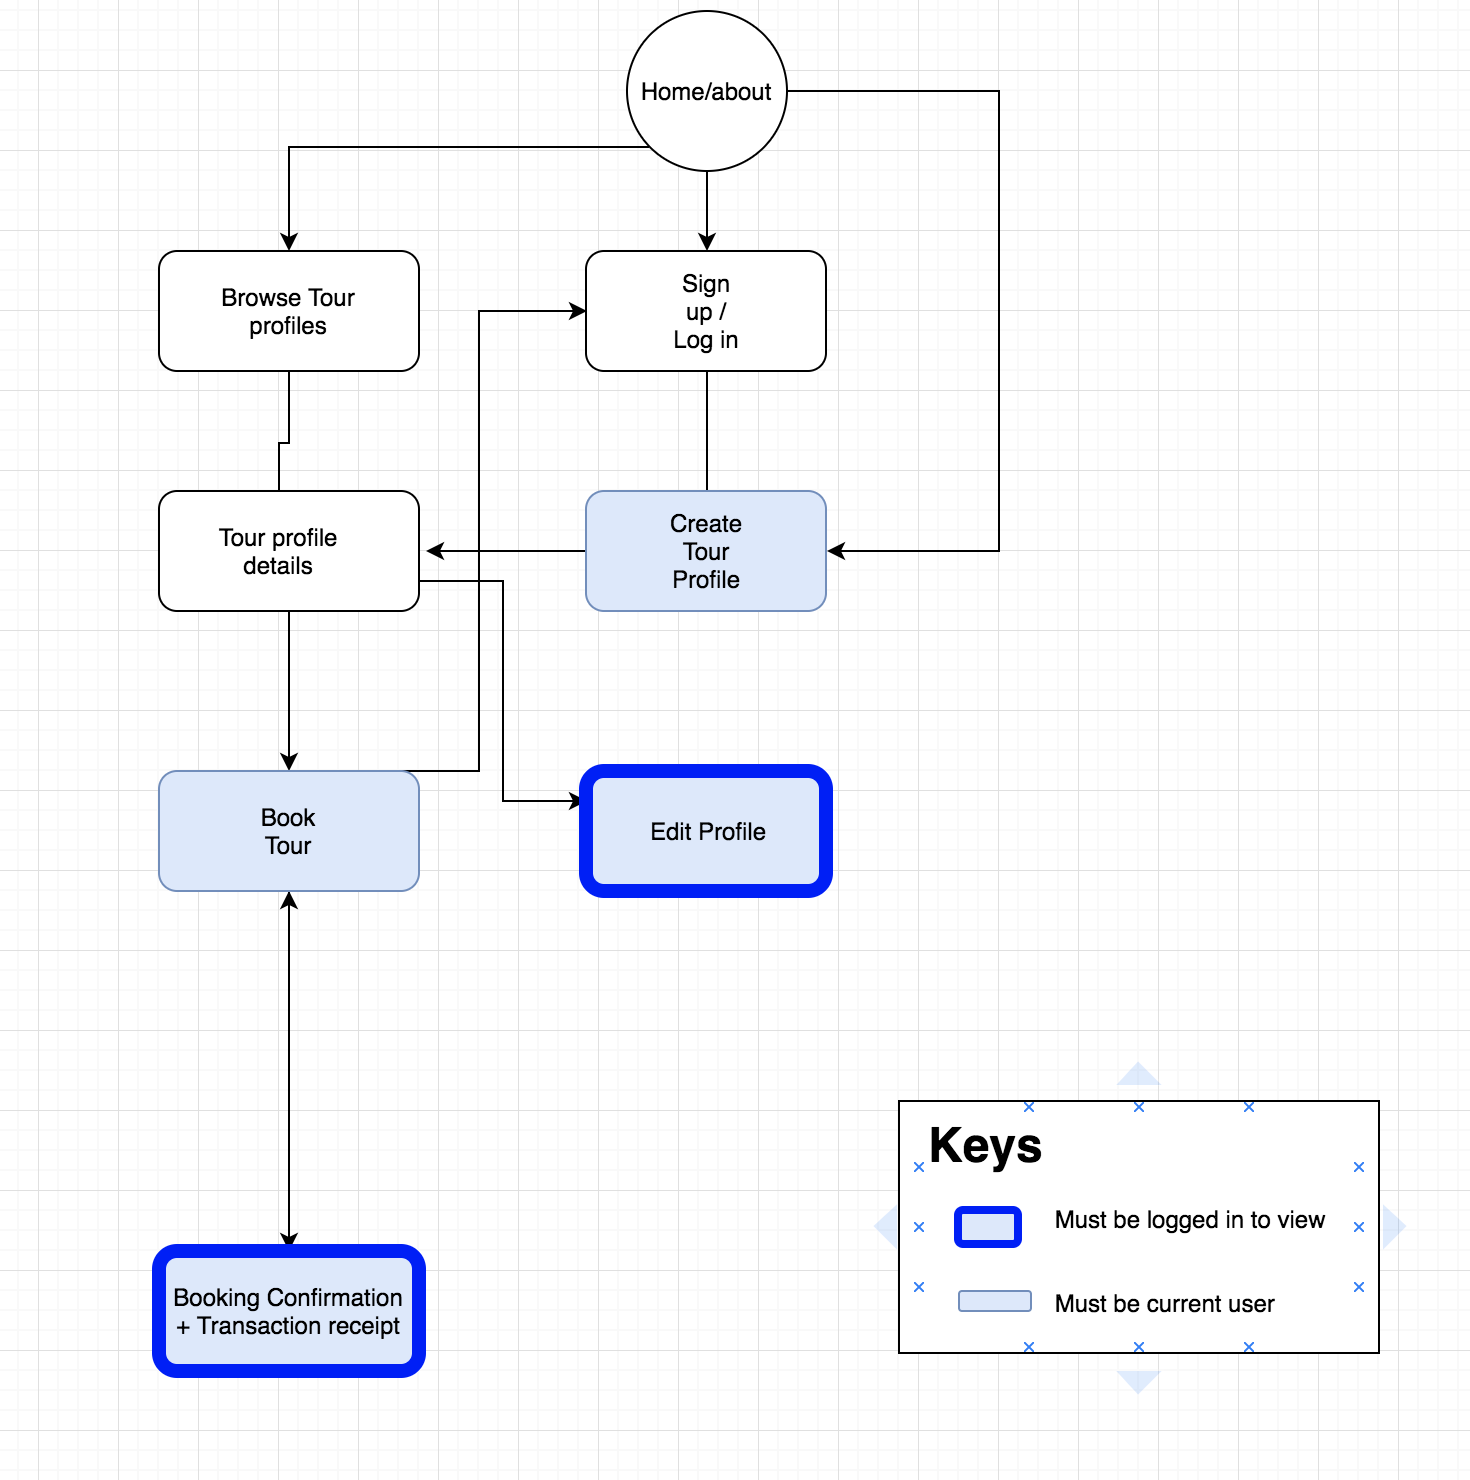 Home/about
Browse Tour
profiles
Sign
up /
Log in
Tour profile
details
Create
Tour
Profile
Book
Tour
Edit Profile
Booking Confirmation
+ Transaction receipt
Keys
Must be logged in to view
Must be current user